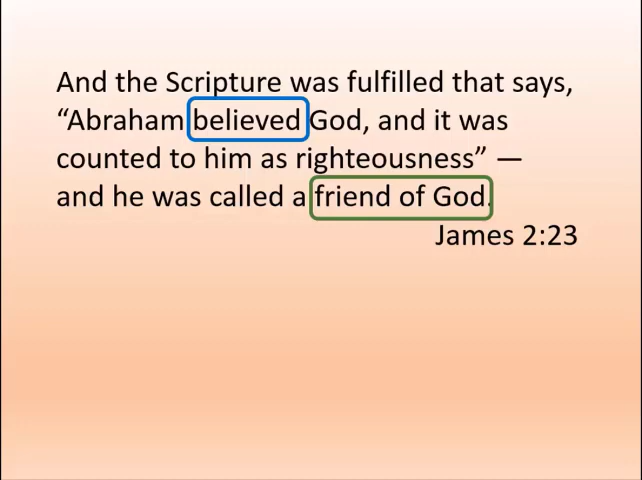 And the Scripture was fulfilled that says,
“Abraham believed God, and it was
counted to him as righteousness” —
and he was called a friend of God.
James 2:23